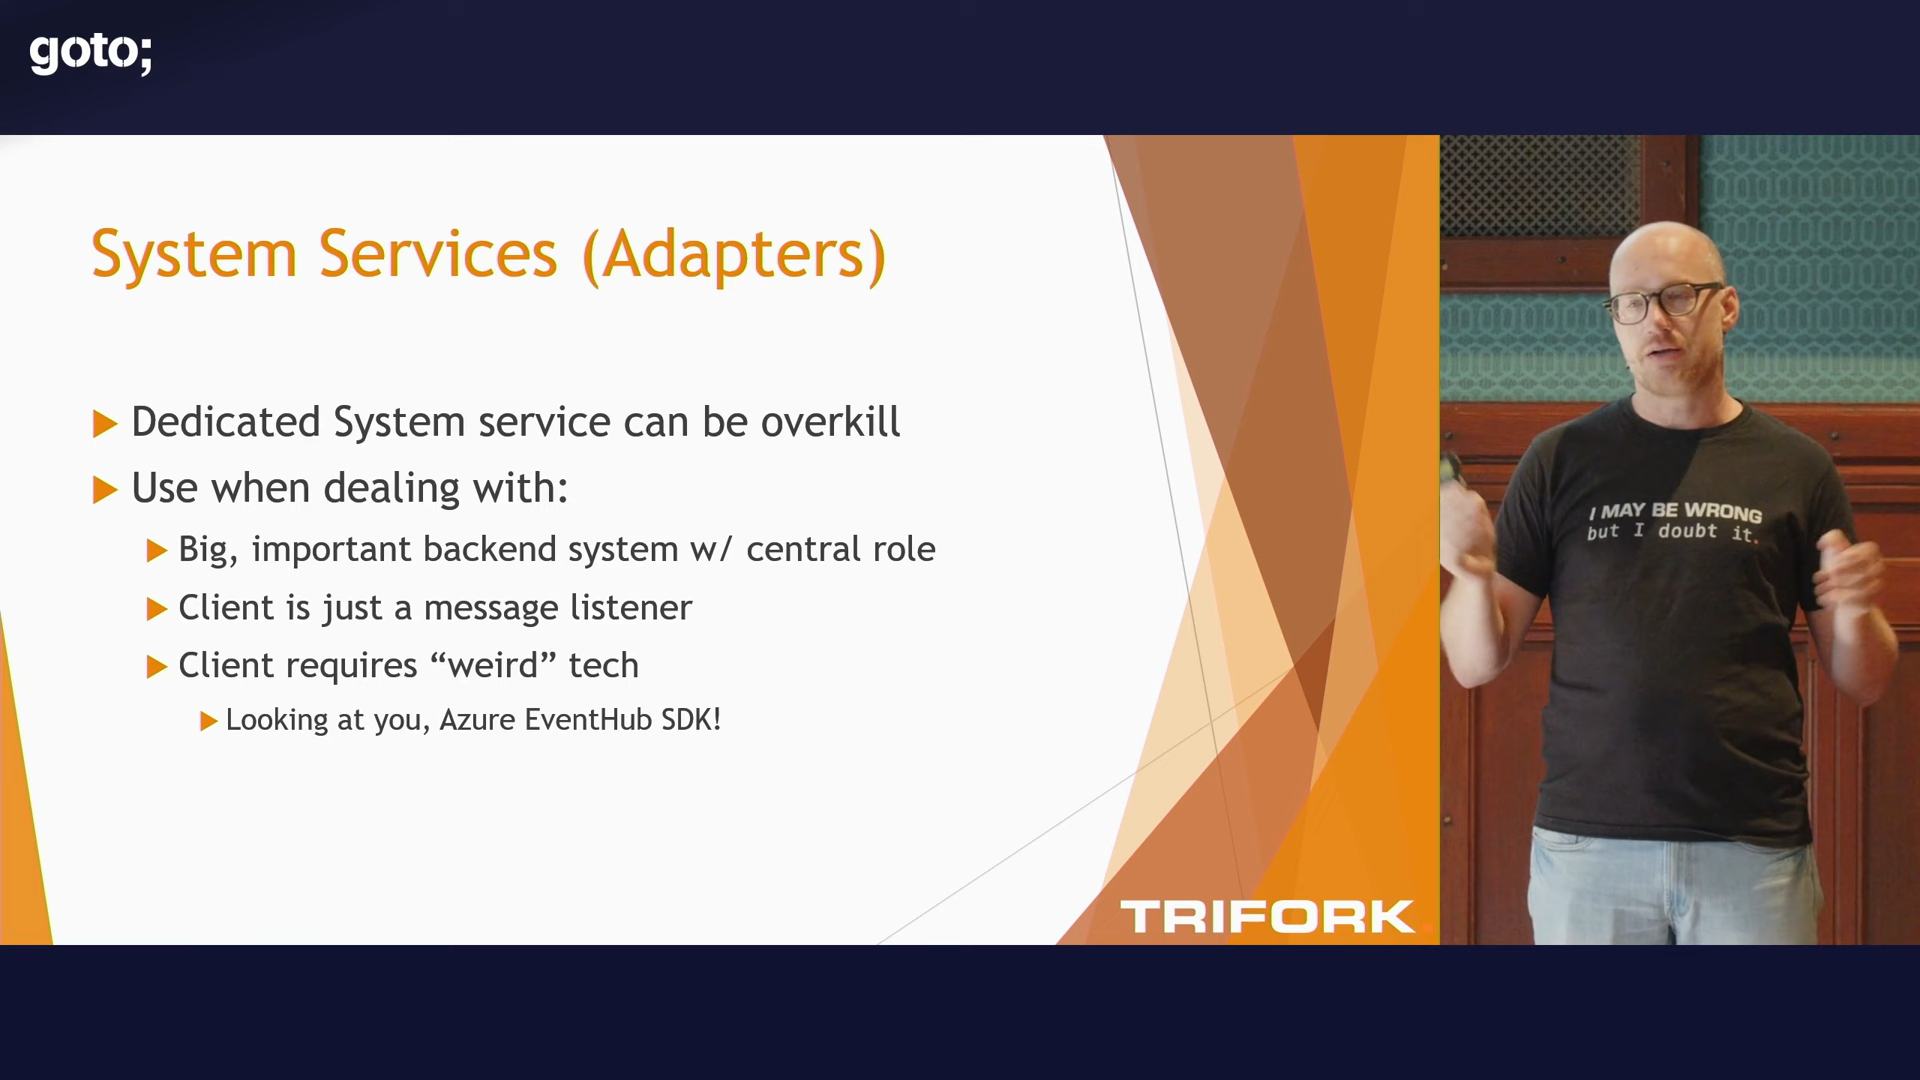 goto;
System Services (Adapters)
Dedicated System service can be overkill
Use when dealing with:
Big, important backend system w/ central role
Client is just a message listener
Client requires “weird” tech
Looking at you, Azure EventHub SDK!
TRIFORK.
I MAY BE WRONG
but I doubt it.